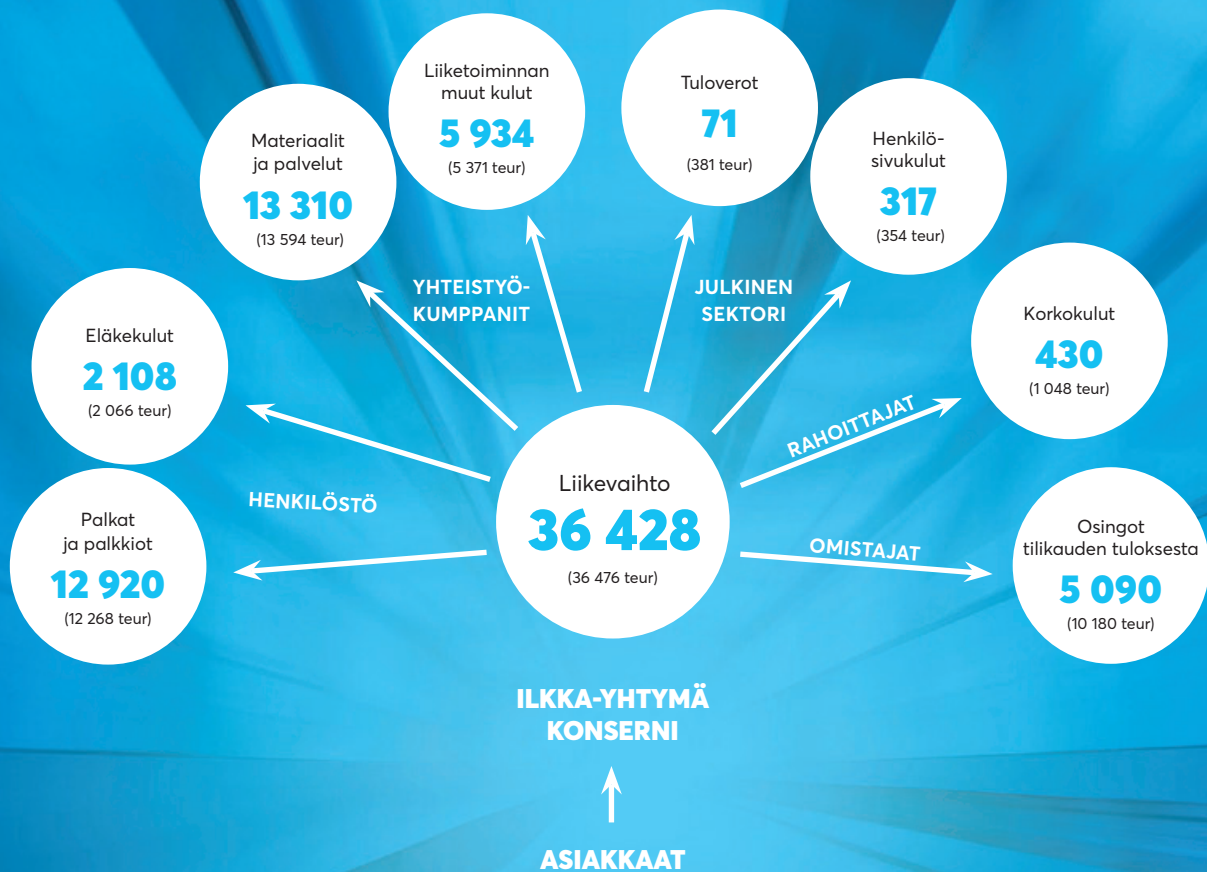 Liiketoiminnan
muut kulut
5 934
(5 371 teur)
Tuloverot
71
(381 teur)
Materiaalit
ja palvelut
13 310
(13 594 teur)
Henkilö-
sivukulut
317
(354 teur)
YHTEISTYÖ-
KUMPPANIT
JULKINEN
SEKTORI
Eläkekulut
2 108
(2 066 teur)
Korkokulut
430
(1 048 teur)
RAHOITTAJAT
HENKILÖSTÖ
Liikevaihto
36 428
(36 476 teur)
Palkat
ja palkkiot
12 920
(12 268 teur)
OMISTAJAT
Osingot
tilikauden tuloksesta
5 090
(10 180 teur)
ILKKA-YHTYMÄ
KONSERNI
ASIAKKAAT